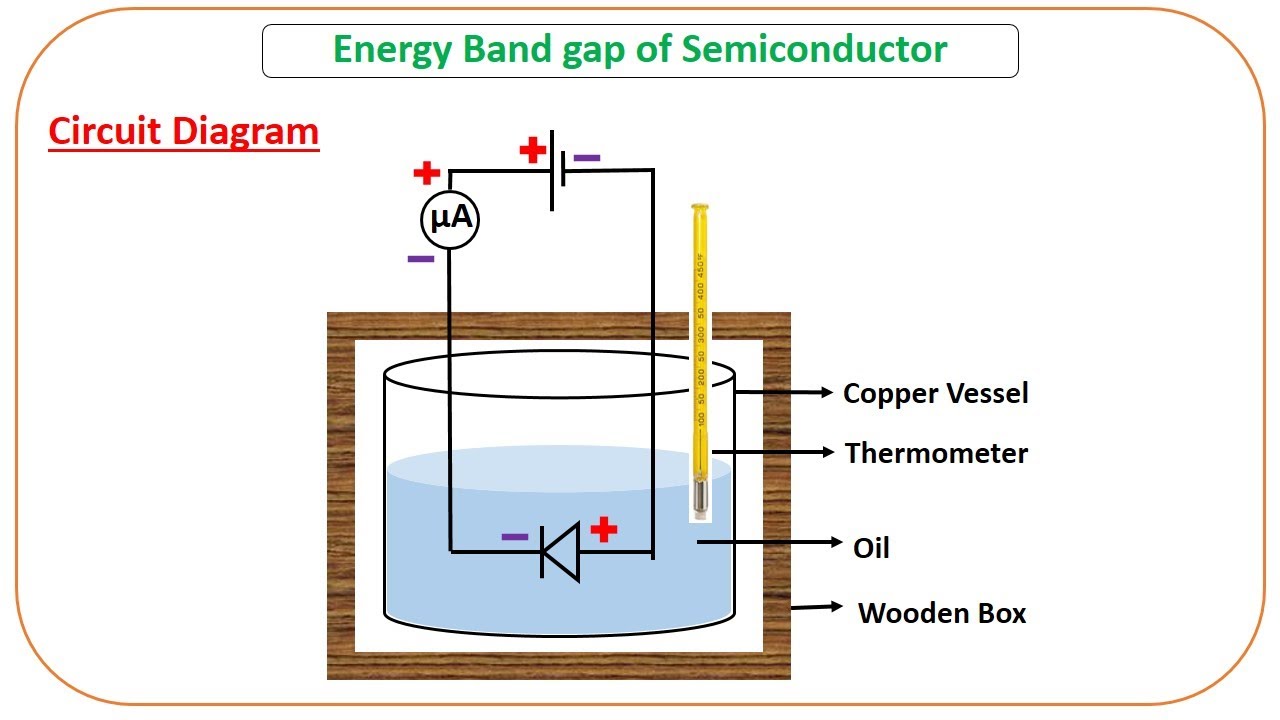 Energy Band gap of Semiconductor
Circuit Diagram
+ −
+
µA
−
Copper Vessel
Thermometer
− +
Oil
Wooden Box
100 50 200 50 300 50 400 450°F